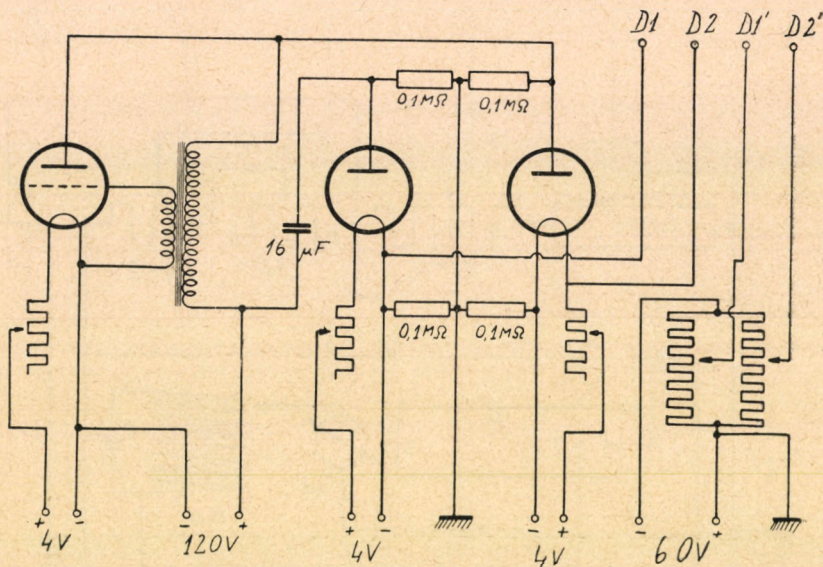 D1 D2 D1' D2'
0,1MΩ 0,1MΩ
16 μF
0,1MΩ 0,1MΩ
+ - - + + - - + - +
4V 120V 4V 4V 60V